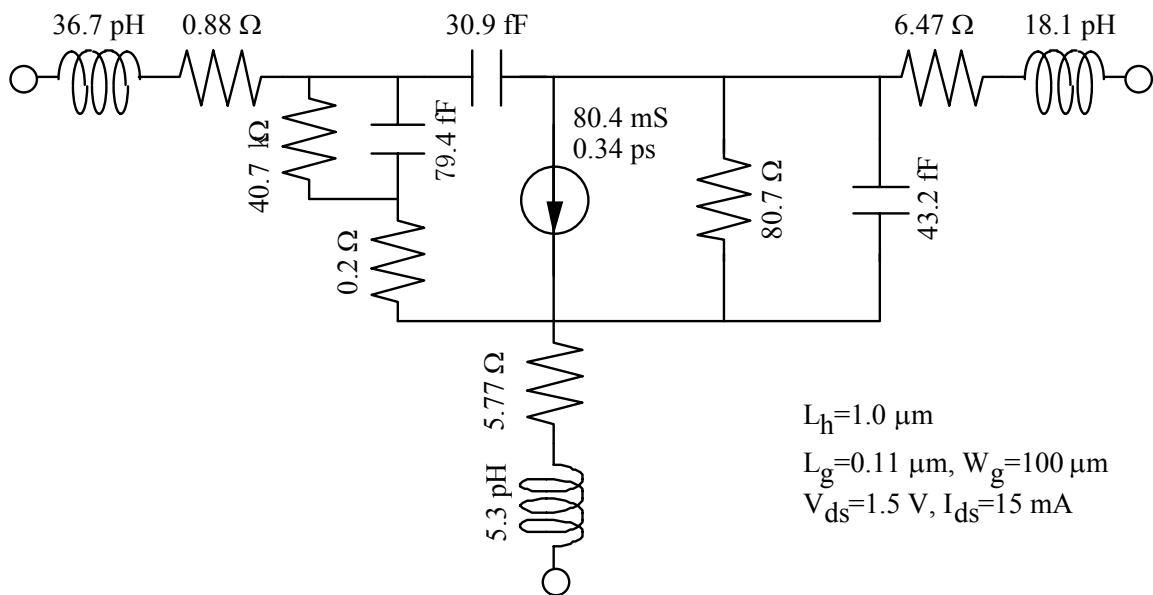 36.7 pH
0.88 Ω
30.9 fF
6.47 Ω
18.1 pH
40.7 kΩ
79.4 fF
80.4 mS
0.34 ps
80.7 Ω
43.2 fF
0.2 Ω
5.77 Ω
5.3 pH
Lh=1.0 μm
Lg=0.11 μm, Wg=100 μm
Vds=1.5 V, Ids=15 mA